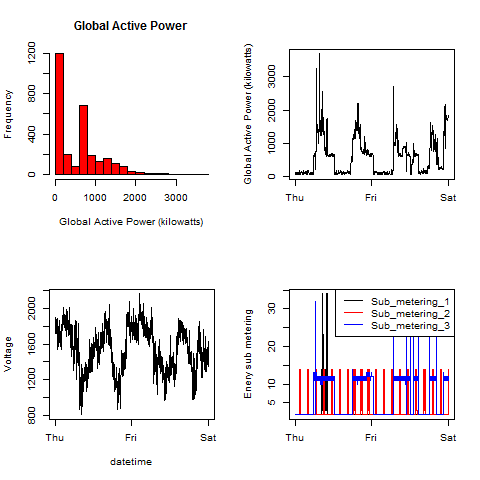 Global Active Power
Frequency
0 400 800 1200
0 1000 2000 3000
Global Active Power (kilowatts)
Global Active Power (kilowatts)
0 1000 2000 3000
Thu Fri Sat
Voltage
800 1200 1600 2000
Thu Fri Sat
datetime
Enery sub metering
5 10 20 30
Sub_metering_1
Sub_metering_2
Sub_metering_3
Thu Fri Sat